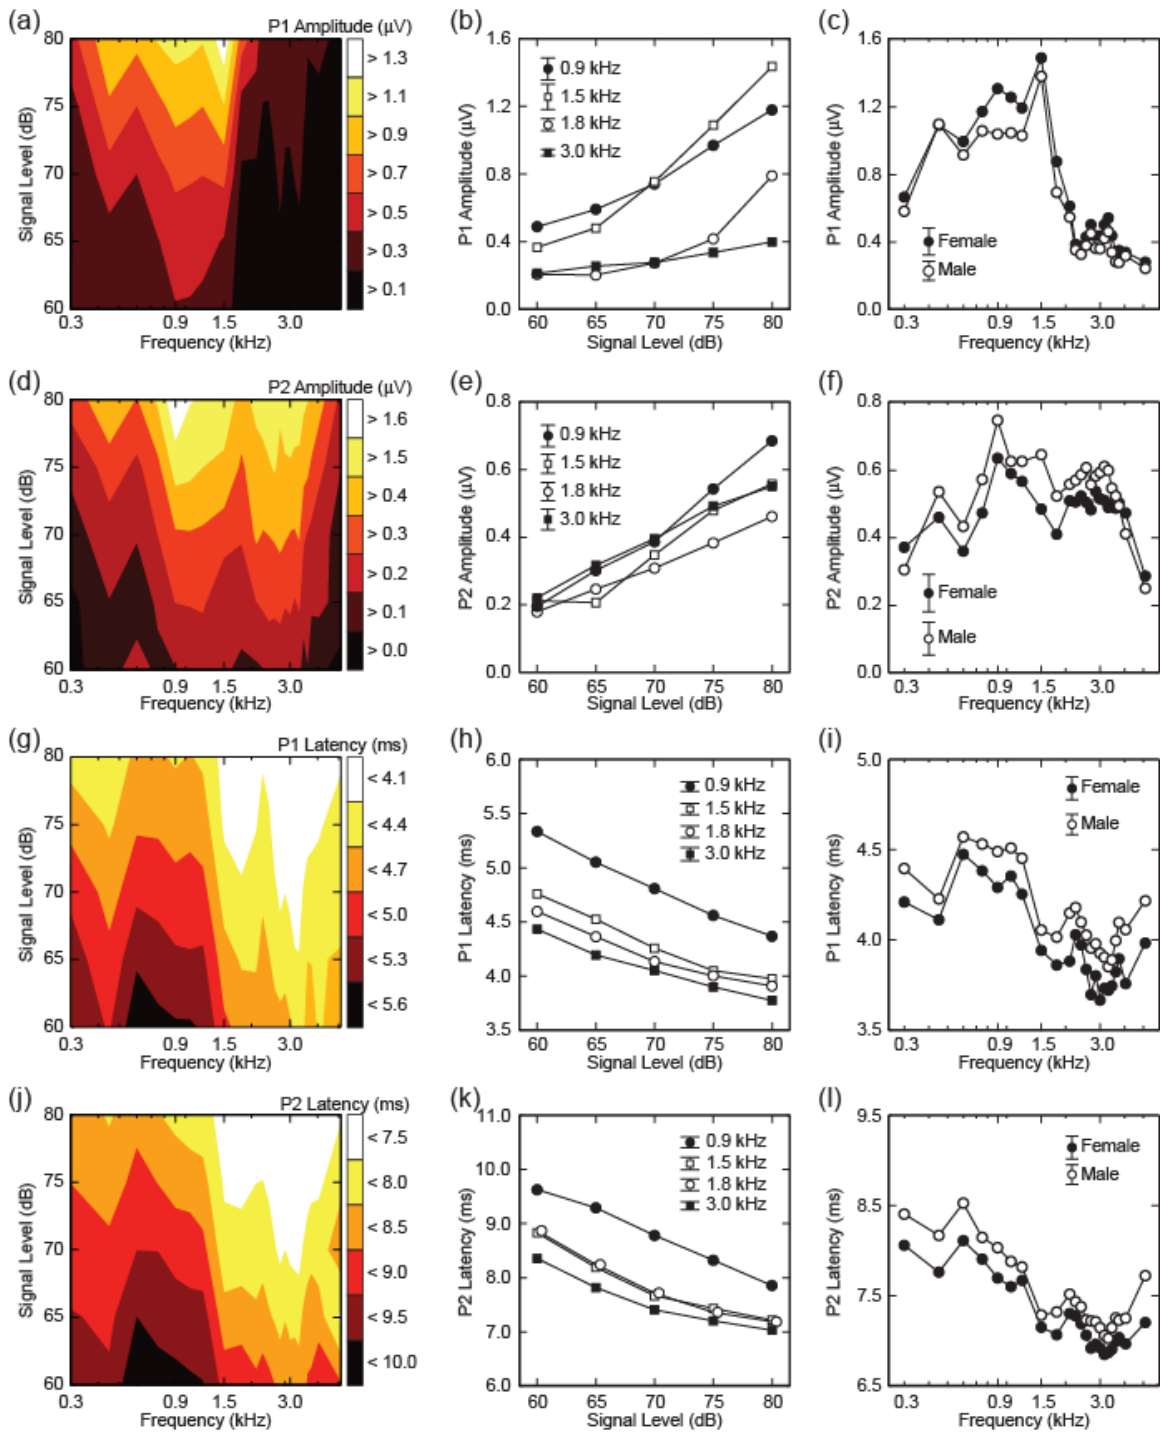 (a) P1 Amplitude (μV)
80
75
70
65
60
Signal Level (dB)
0.3 0.9 1.5 3.0
Frequency (kHz)
> 1.3
> 1.1
> 0.9
> 0.7
> 0.5
> 0.3
> 0.1
(b)
1.6
1.2
0.8
0.4
0.0
P1 Amplitude (μV)
0.9 kHz
1.5 kHz
1.8 kHz
3.0 kHz
60 65 70 75 80
Signal Level (dB)
(c)
1.6
1.2
0.8
0.4
0.0
P1 Amplitude (μV)
Female
Male
0.3 0.9 1.5 3.0
Frequency (kHz)
(d) P2 Amplitude (μV)
80
75
70
65
60
Signal Level (dB)
0.3 0.9 1.5 3.0
Frequency (kHz)
> 1.6
> 1.5
> 0.4
> 0.3
> 0.2
> 0.1
> 0.0
(e)
0.8
0.6
0.4
0.2
0.0
P2 Amplitude (μV)
0.9 kHz
1.5 kHz
1.8 kHz
3.0 kHz
60 65 70 75 80
Signal Level (dB)
(f)
0.8
0.6
0.4
0.2
0.0
P2 Amplitude (μV)
Female
Male
0.3 0.9 1.5 3.0
Frequency (kHz)
(g) P1 Latency (ms)
80
75
70
65
60
Signal Level (dB)
0.3 0.9 1.5 3.0
Frequency (kHz)
< 4.1
< 4.4
< 4.7
< 5.0
< 5.3
< 5.6
(h)
6.0
5.5
5.0
4.5
4.0
3.5
P1 Latency (ms)
0.9 kHz
1.5 kHz
1.8 kHz
3.0 kHz
60 65 70 75 80
Signal Level (dB)
(i)
5.0
4.5
4.0
3.5
P1 Latency (ms)
Female
Male
0.3 0.9 1.5 3.0
Frequency (kHz)
(j) P2 Latency (ms)
80
75
70
65
60
Signal Level (dB)
0.3 0.9 1.5 3.0
Frequency (kHz)
< 7.5
< 8.0
< 8.5
< 9.0
< 9.5
< 10.0
(k)
11.0
10.0
9.0
8.0
7.0
6.0
P2 Latency (ms)
0.9 kHz
1.5 kHz
1.8 kHz
3.0 kHz
60 65 70 75 80
Signal Level (dB)
(l)
9.5
8.5
7.5
6.5
P2 Latency (ms)
Female
Male
0.3 0.9 1.5 3.0
Frequency (kHz)